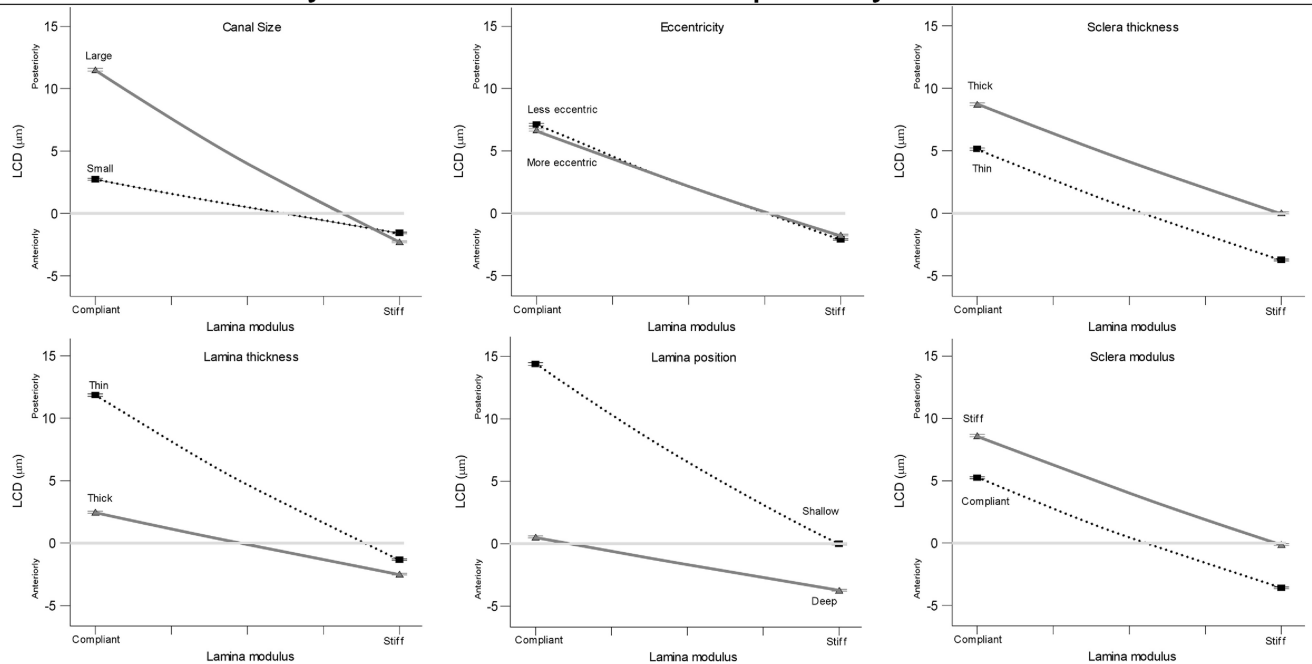 Canal Size
15
10
5
0
-5
Posteriorly
Anteriorly
LCD (µm)
Large
Small
Compliant
Stiff
Lamina modulus
Eccentricity
15
10
5
0
-5
Posteriorly
Anteriorly
LCD (µm)
Less eccentric
More eccentric
Compliant
Stiff
Lamina modulus
Sclera thickness
15
10
5
0
-5
Posteriorly
Anteriorly
LCD (µm)
Thick
Thin
Compliant
Stiff
Lamina modulus
Lamina thickness
15
10
5
0
-5
Posteriorly
Anteriorly
LCD (µm)
Thin
Thick
Compliant
Stiff
Lamina modulus
Lamina position
15
10
5
0
-5
Posteriorly
Anteriorly
LCD (µm)
Shallow
Deep
Compliant
Stiff
Lamina modulus
Sclera modulus
15
10
5
0
-5
Posteriorly
Anteriorly
LCD (µm)
Stiff
Compliant
Compliant
Stiff
Lamina modulus